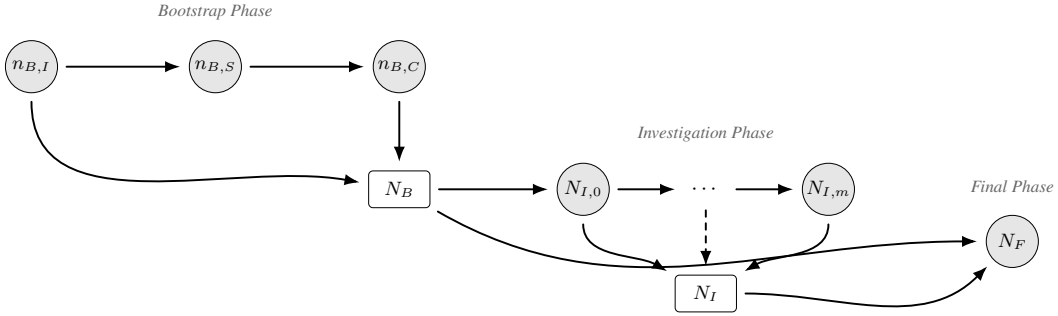 Bootstrap Phase
n_{B,I}
n_{B,S}
n_{B,C}
Investigation Phase
N_B
N_{I,0}
...
N_{I,m}
Final Phase
N_F
N_I